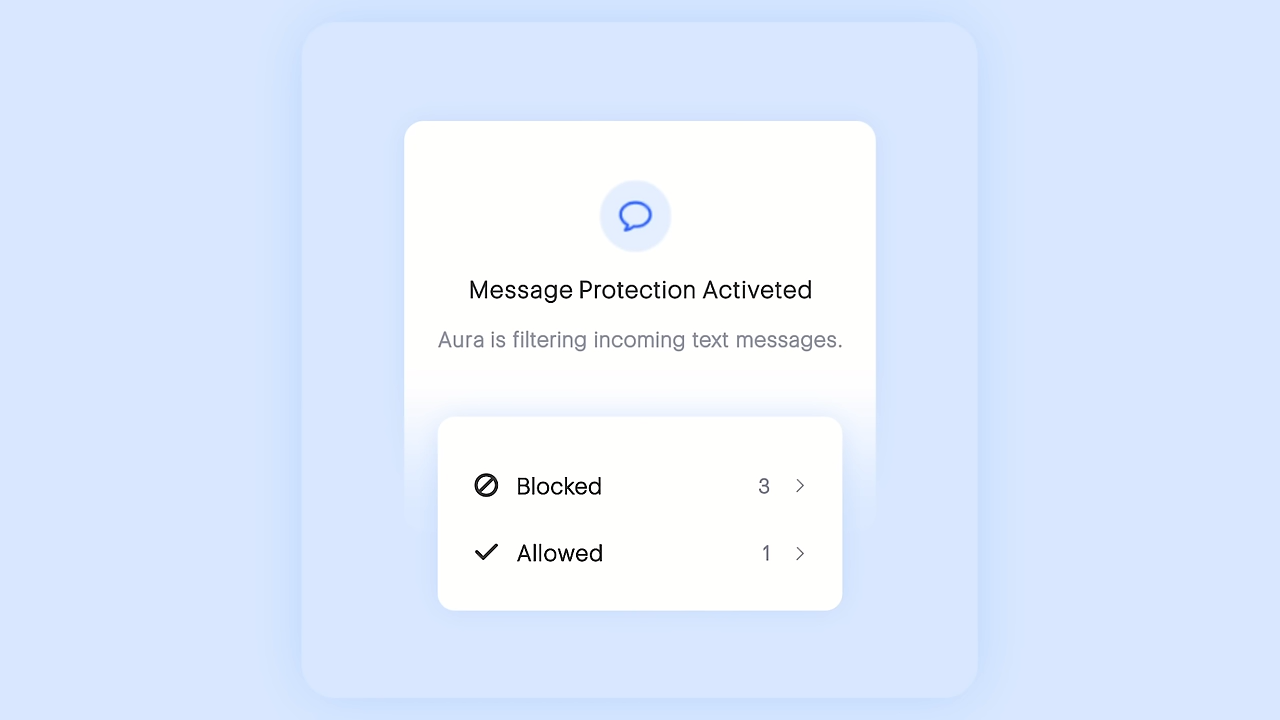 Message Protection Activeted
Aura is filtering incoming text messages.
Blocked 3
Allowed 1